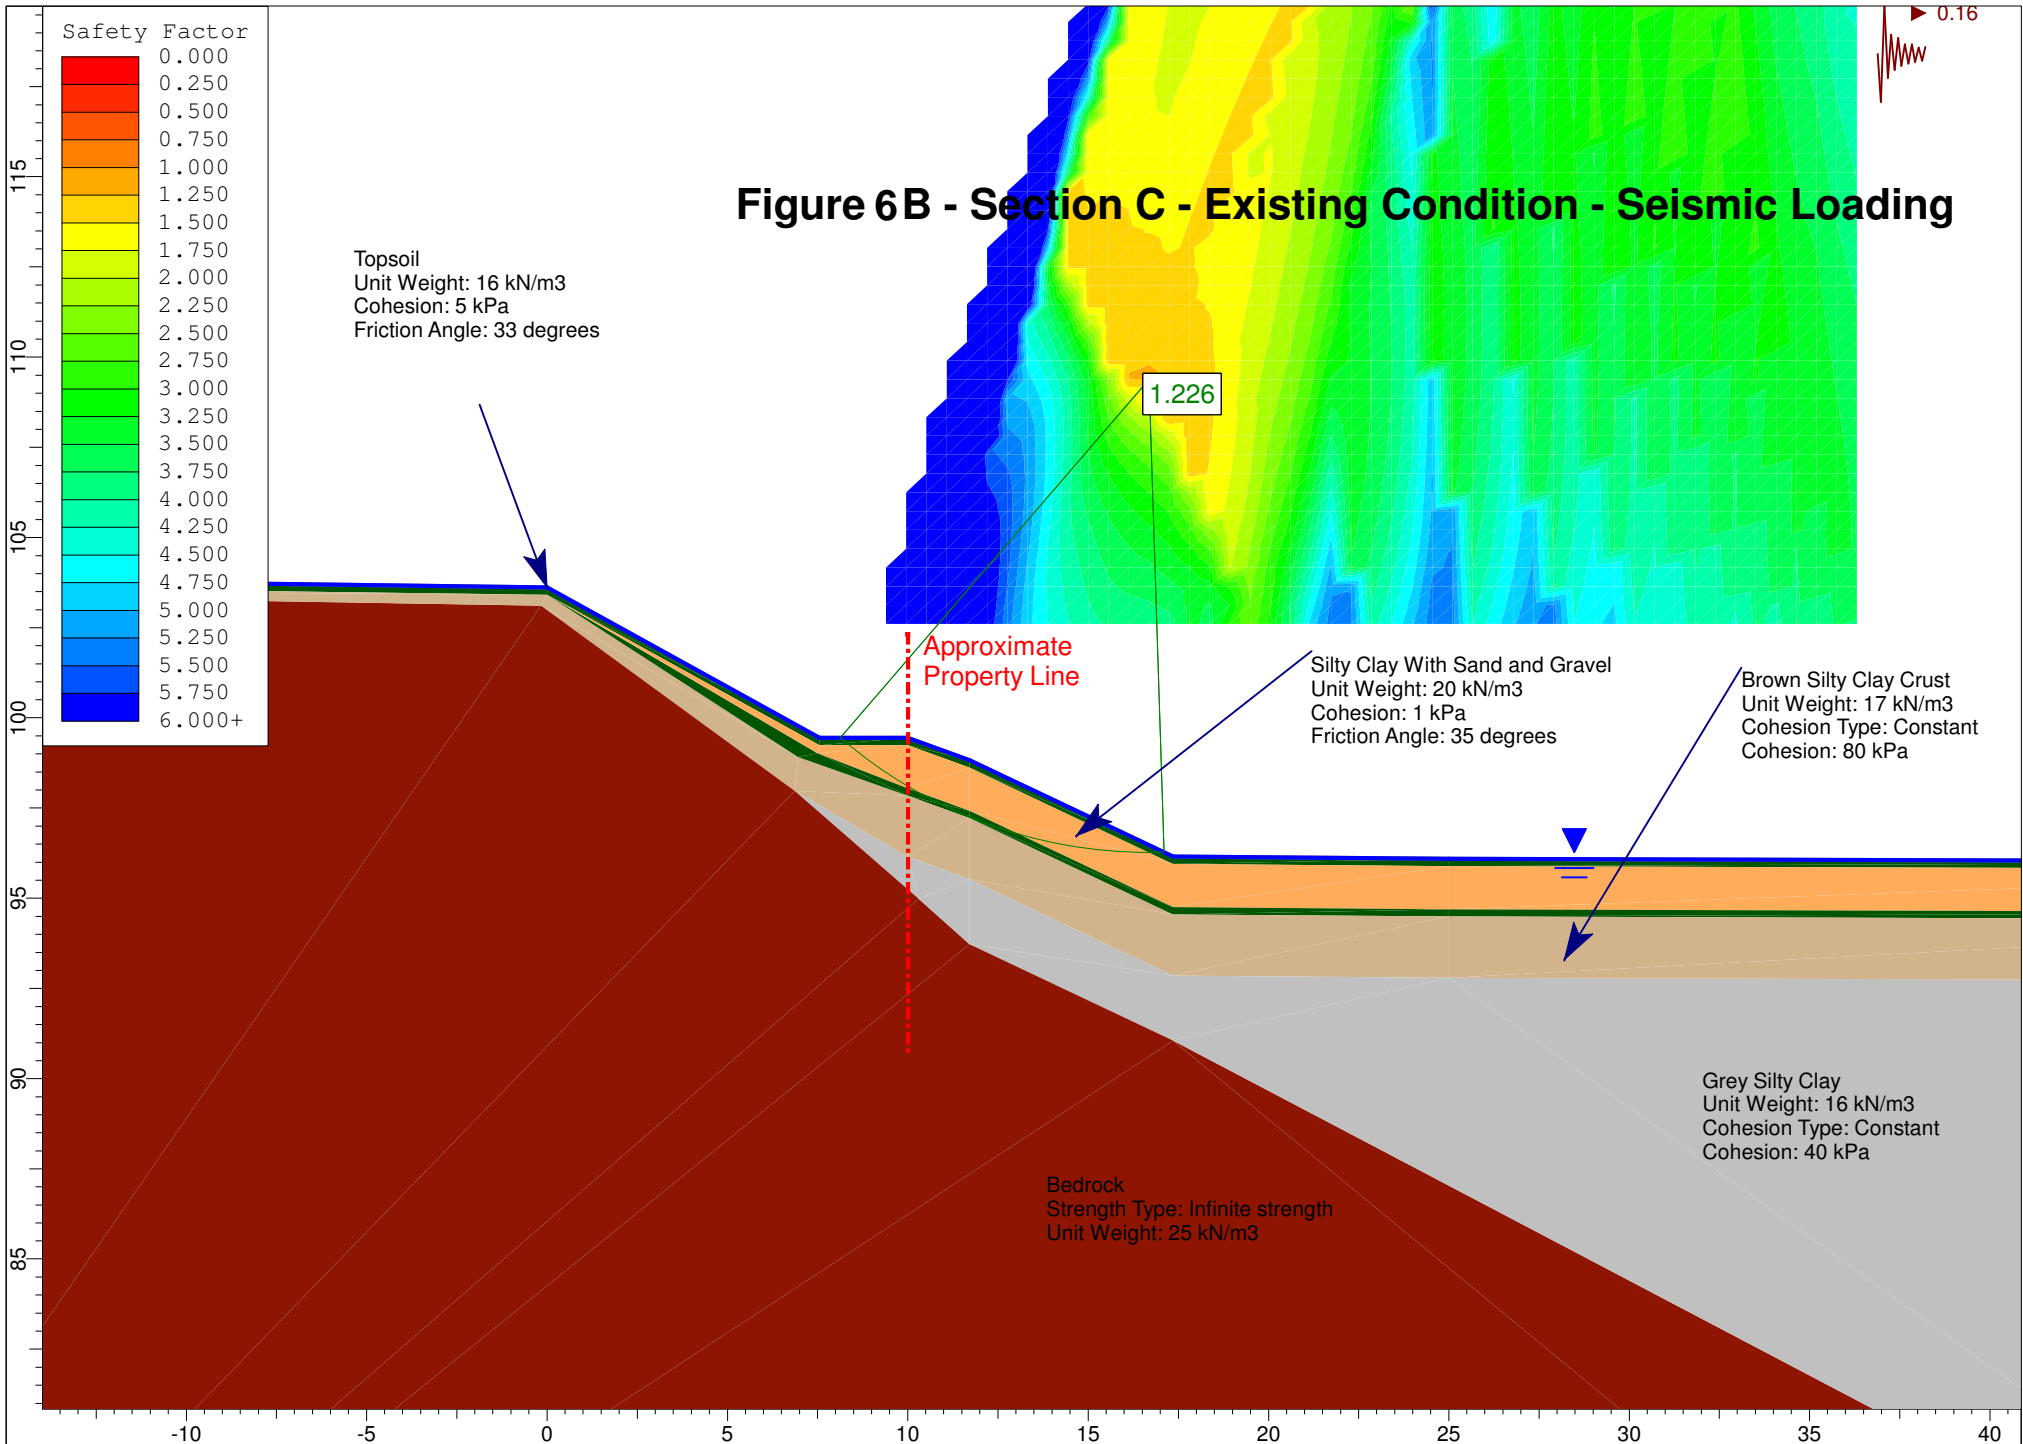 Safety Factor
0.000
0.250
0.500
0.750
1.000
1.250
1.500
1.750
2.000
2.250
2.500
2.750
3.000
3.250
3.500
3.750
4.000
4.250
4.500
4.750
5.000
5.250
5.500
5.750
6.000+
0.16
Figure 6B - Section C - Existing Condition - Seismic Loading
Topsoil
Unit Weight: 16 kN/m3
Cohesion: 5 kPa
Friction Angle: 33 degrees
1.226
Approximate
Property Line
Silty Clay With Sand and Gravel
Unit Weight: 20 kN/m3
Cohesion: 1 kPa
Friction Angle: 35 degrees
Brown Silty Clay Crust
Unit Weight: 17 kN/m3
Cohesion Type: Constant
Cohesion: 80 kPa
Grey Silty Clay
Unit Weight: 16 kN/m3
Cohesion Type: Constant
Cohesion: 40 kPa
Bedrock
Strength Type: Infinite strength
Unit Weight: 25 kN/m3
115
110
105
100
95
90
85
-10 -5 0 5 10 15 20 25 30 35 40